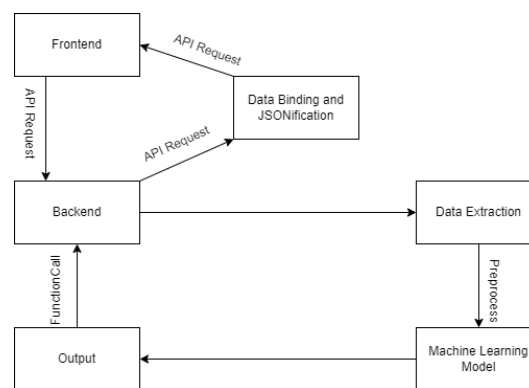 Frontend
API Request
Data Binding and
JSONification
API Request
API Request
Backend
Data Extraction
FunctionCall
Preprocess
Output
Machine Learning
Model